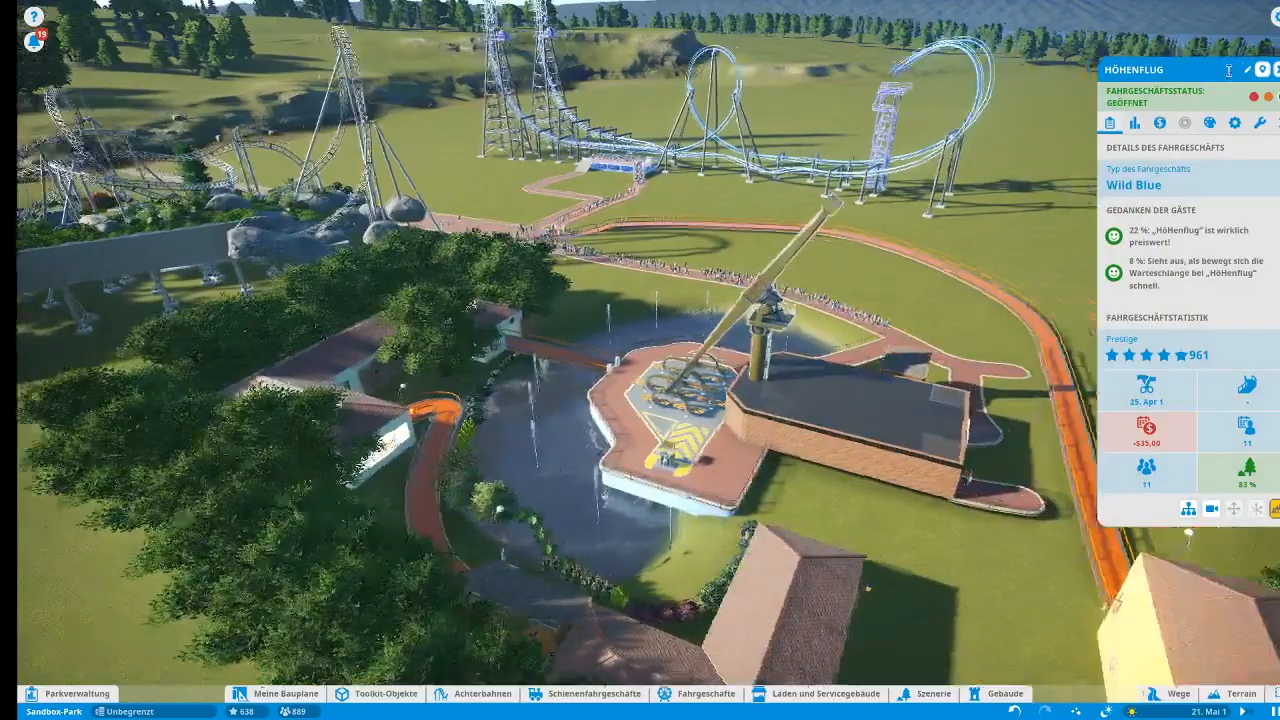 ?
19
HÖHENFLUG
FAHRGESCHÄFTSSTATUS:
GEÖFFNET
DETAILS DES FAHRGESCHÄFTS
Typ des Fahrgeschäfts
Wild Blue
GEDANKEN DER GÄSTE
22 %: „HöHenflug“ ist wirklich
preiswert!
8 %: Sieht aus, als bewegt sich die
Warteschlange bei „HöHenflug“
schnell.
FAHRGESCHÄFTSTATISTIK
Prestige
961
25. Apr 1
-
-$35,00
11
11
83 %
Parkverwaltung
Meine Baupläne
Toolkit-Objekte
Achterbahnen
Schienenfahrgeschäfte
Fahrgeschäfte
Läden und Servicegebäude
Szenerie
Gebäude
Wege
Terrain
Sandbox-Park
Unbegrenzt
638
889
21. Mai 1